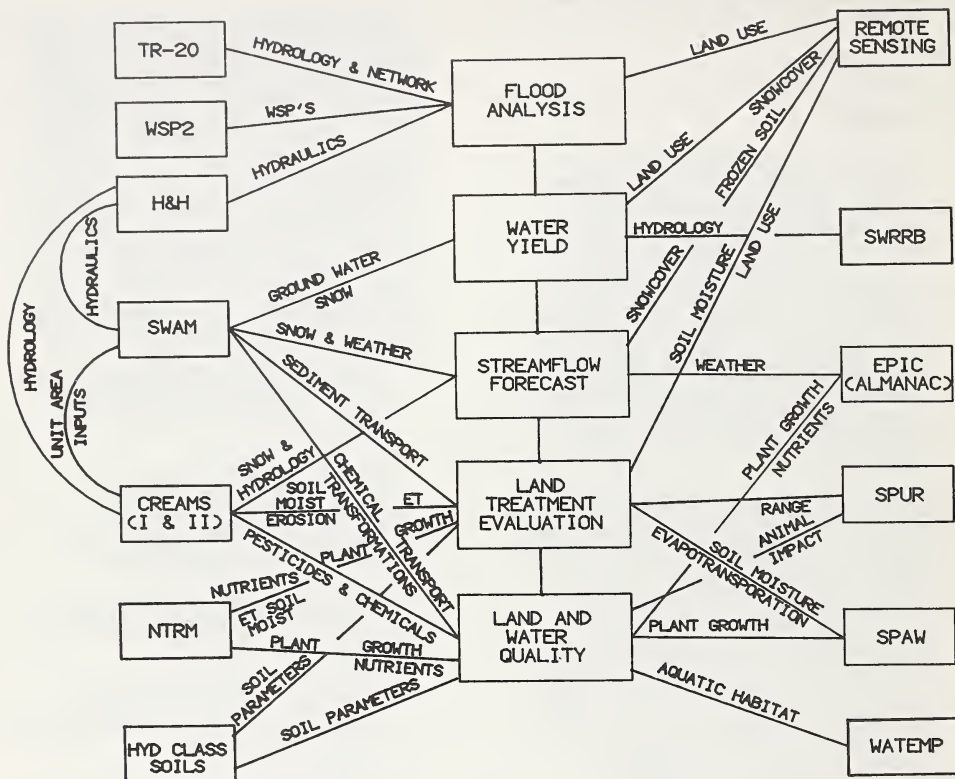 TR-20
WSP2
H&H
SWAM
CREAMS
(I & II)
NTRM
HYD CLASS
SOILS
FLOOD
ANALYSIS
WATER
YIELD
STREAMFLOW
FORECAST
LAND
TREATMENT
EVALUATION
LAND AND
WATER
QUALITY
REMOTE
SENSING
SWRRB
EPIC
(ALMANAC)
SPUR
SPAW
WATEMP
HYDROLOGY & NETWORK
WSP'S
HYDRAULICS
HYDRAULICS
HYDROLOGY
UNIT AREA
INPUTS
GROUND WATER
SNOW
SNOW & WEATHER
SEDIMENT TRANSPORT
CHEMICAL TRANSPORT
TRANSFORMATIONS
SNOW &
HYDROLOGY
SOIL
MOIST
EROSION
ET
PLANT GROWTH
PESTICIDES & CHEMICALS
NUTRIENTS
ET SOIL
MOIST
PLANT GROWTH
NUTRIENTS
SOIL
PARAMETERS
SOIL PARAMETERS
LAND USE
LAND USE
SNOWCOVER
FROZEN SOIL
HYDROLOGY
SNOWCOVER
SOIL MOISTURE
LAND USE
WEATHER
PLANT GROWTH
NUTRIENTS
RANGE
ANIMAL
IMPACT
SOIL MOISTURE
EVAPOTRANSPORATION
PLANT GROWTH
AQUATIC HABITAT